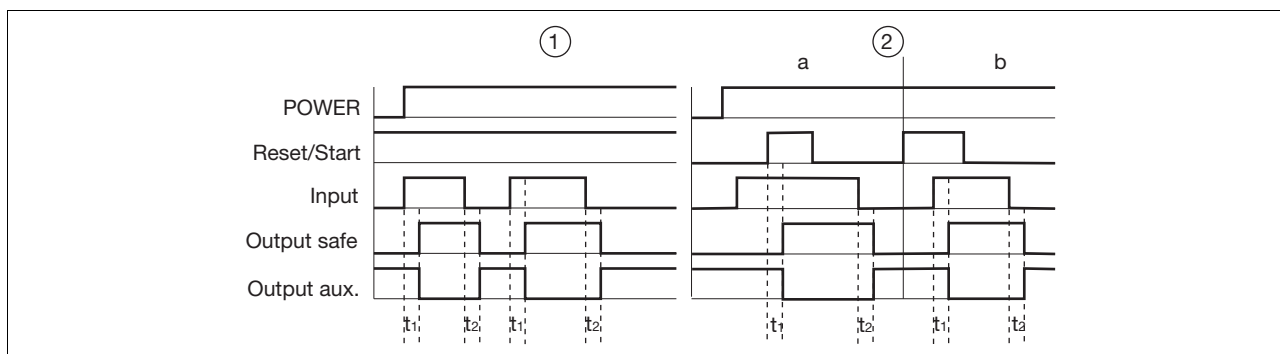 1
2
a
b
POWER
Reset/Start
Input
Output safe
Output aux.
t1 t2 t1 t2 t1 t2 t1 t2